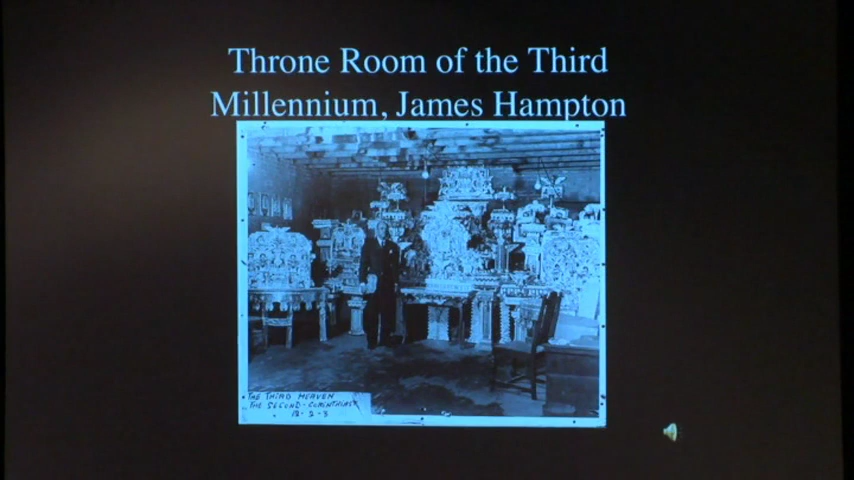 Throne Room of the Third
Millennium, James Hampton
THE THIRD HEAVEN
THE SECOND-CORINTHIANS
12-2-3